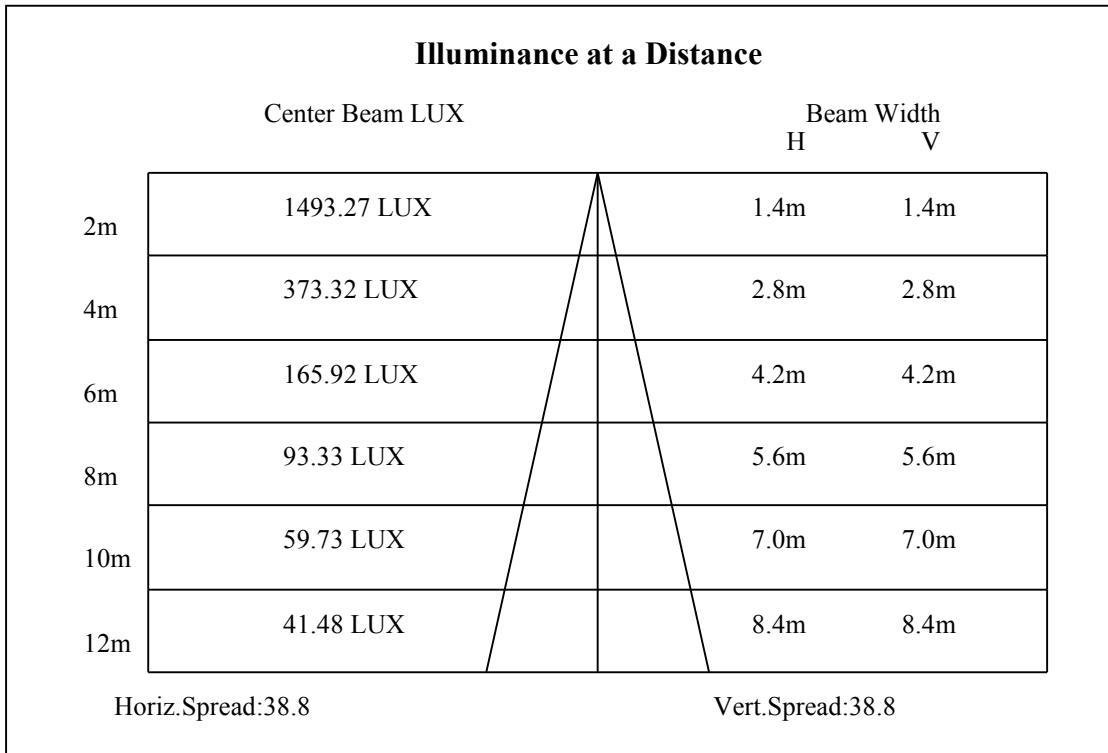 Illuminance at a Distance
Center Beam LUX Beam Width
H V
2m 1493.27 LUX 1.4m 1.4m
4m 373.32 LUX 2.8m 2.8m
6m 165.92 LUX 4.2m 4.2m
8m 93.33 LUX 5.6m 5.6m
10m 59.73 LUX 7.0m 7.0m
12m 41.48 LUX 8.4m 8.4m
Horiz.Spread:38.8 Vert.Spread:38.8